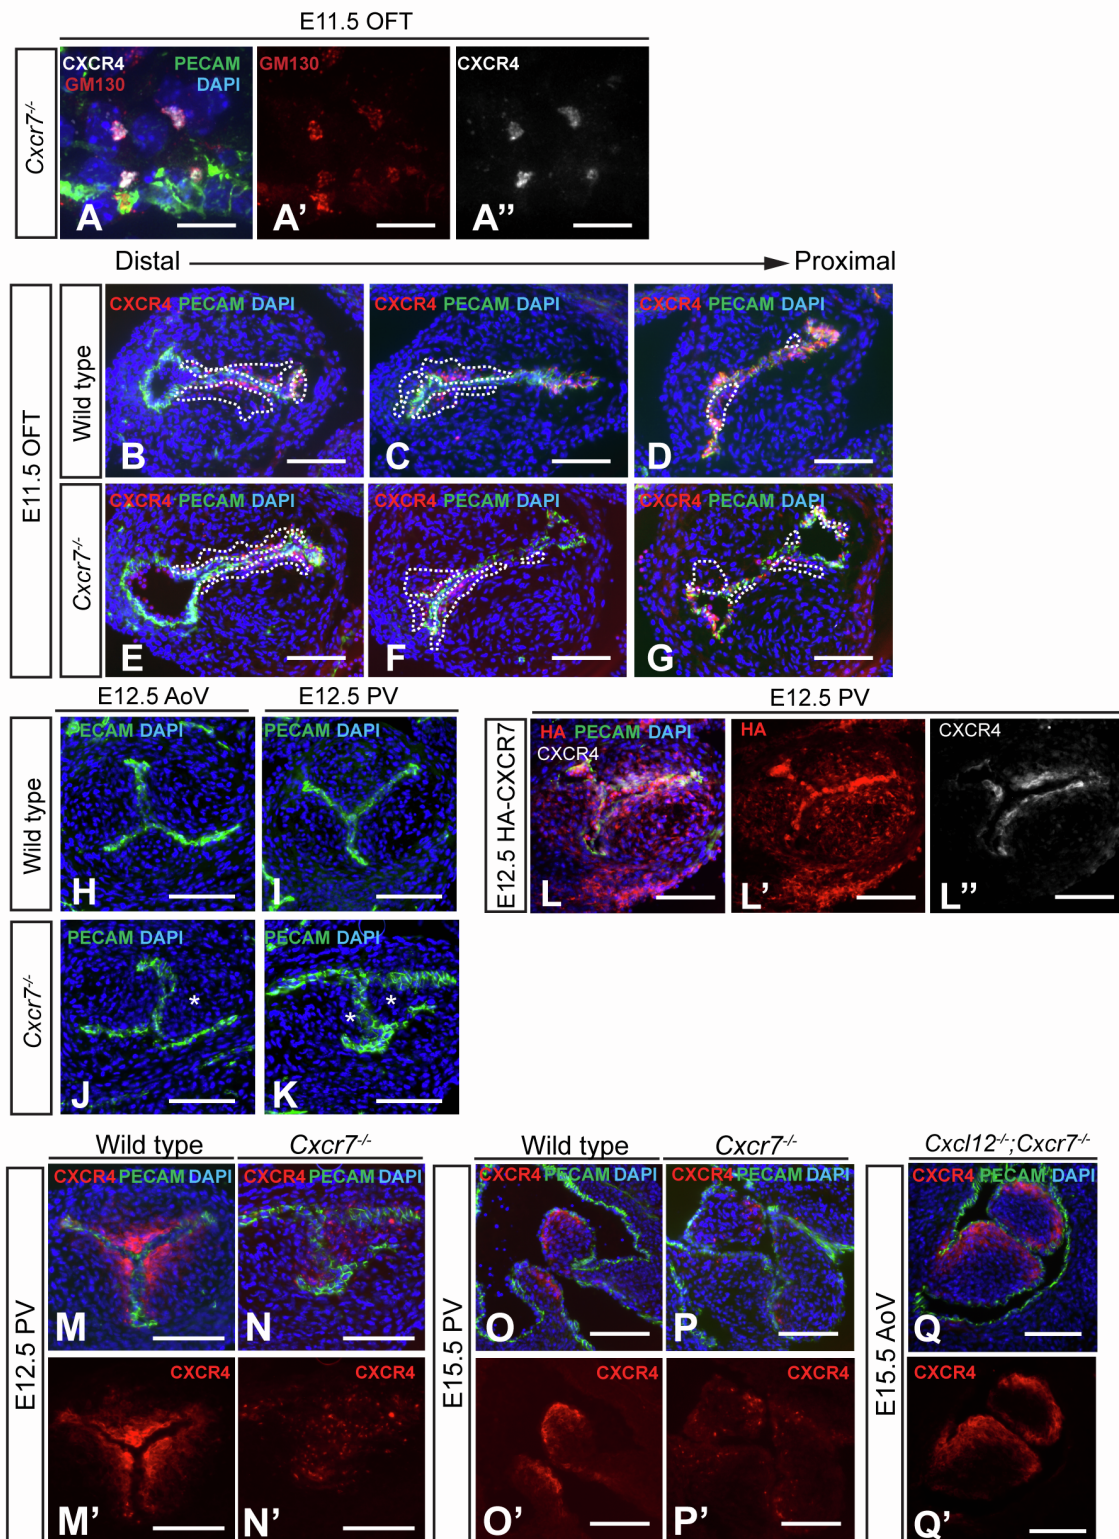 E11.5 OFT
Cxcr7-/-
CXCR4 PECAM
GM130 DAPI
A
GM130
A'
CXCR4
A''
Distal Proximal
E11.5 OFT
Wild type
CXCR4 PECAM DAPI
B
CXCR4 PECAM DAPI
C
CXCR4 PECAM DAPI
D
Cxcr7-/-
CXCR4 PECAM DAPI
E
CXCR4 PECAM DAPI
F
CXCR4 PECAM DAPI
G
E12.5 AoV
E12.5 PV
Wild type
PECAM DAPI
H
PECAM DAPI
I
Cxcr7-/-
PECAM DAPI
*
J
PECAM DAPI
* *
K
E12.5 PV
E12.5 HA-CXCR7
HA PECAM DAPI
CXCR4
L
HA
L'
CXCR4
L''
Wild type
Cxcr7-/-
E12.5 PV
CXCR4 PECAM DAPI
M
CXCR4 PECAM DAPI
N
CXCR4
M'
CXCR4
N'
Wild type
Cxcr7-/-
E15.5 PV
CXCR4 PECAM DAPI
O
CXCR4 PECAM DAPI
P
CXCR4
O'
CXCR4
P'
Cxcl12-/-;Cxcr7-/-
E15.5 AoV
CXCR4 PECAM DAPI
Q
CXCR4
Q'